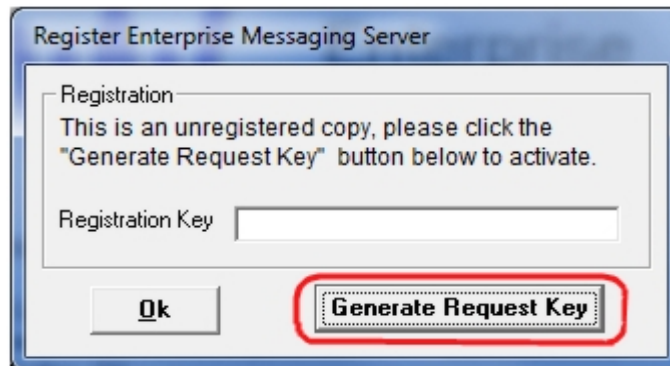 Register Enterprise Messaging Server
Registration
This is an unregistered copy, please click the
"Generate Request Key"  button below to activate.
Registration Key
Ok
Generate Request Key